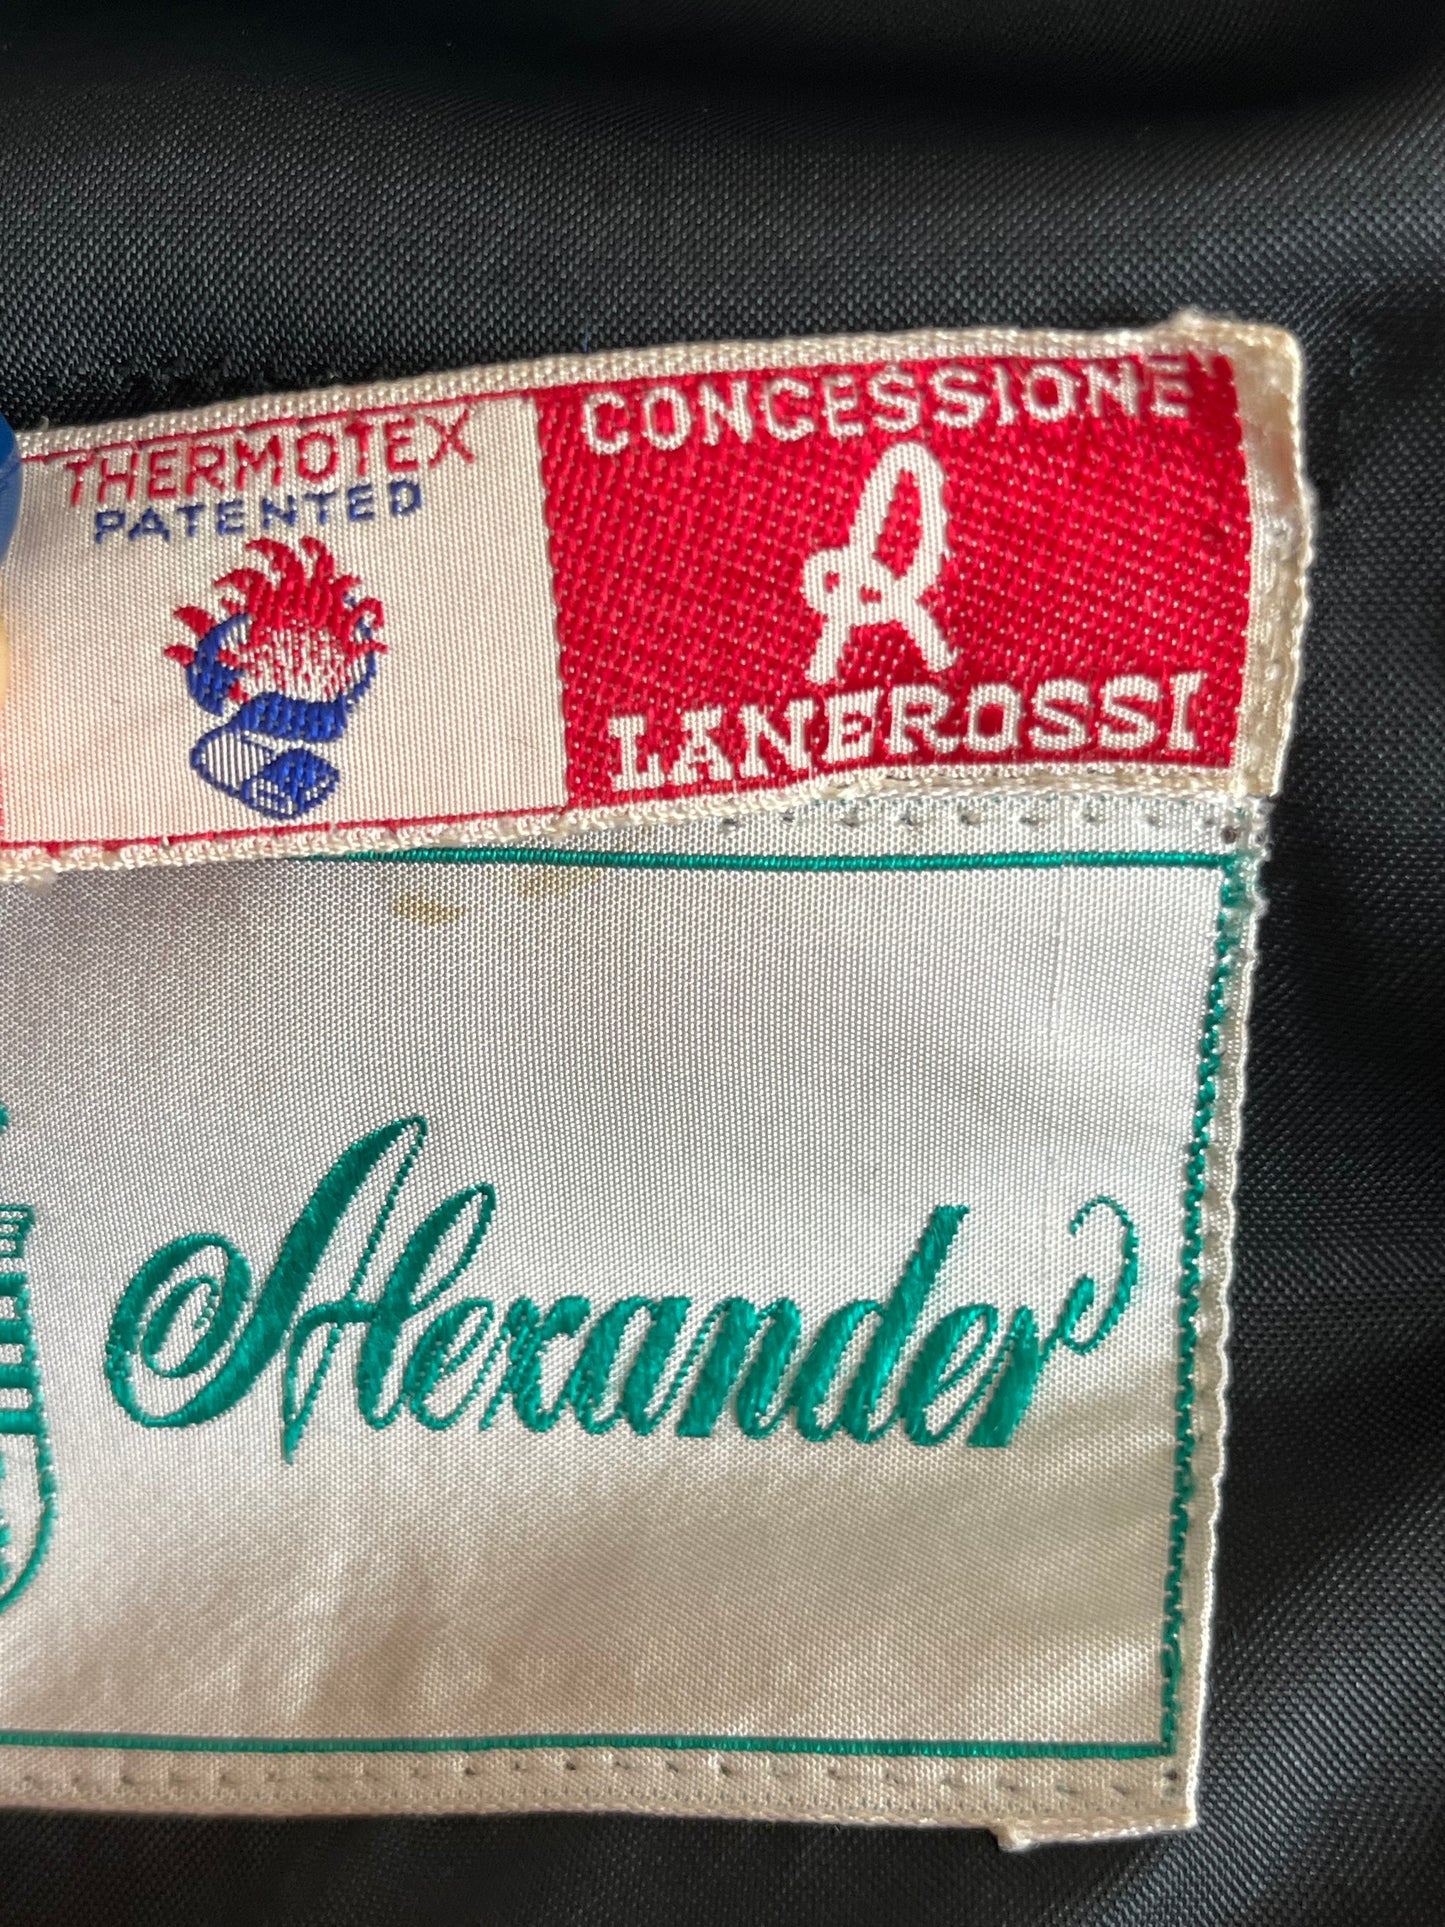 THERMOTEX
PATENTED
CONCESSIONE
LANEROSSI
Alexander